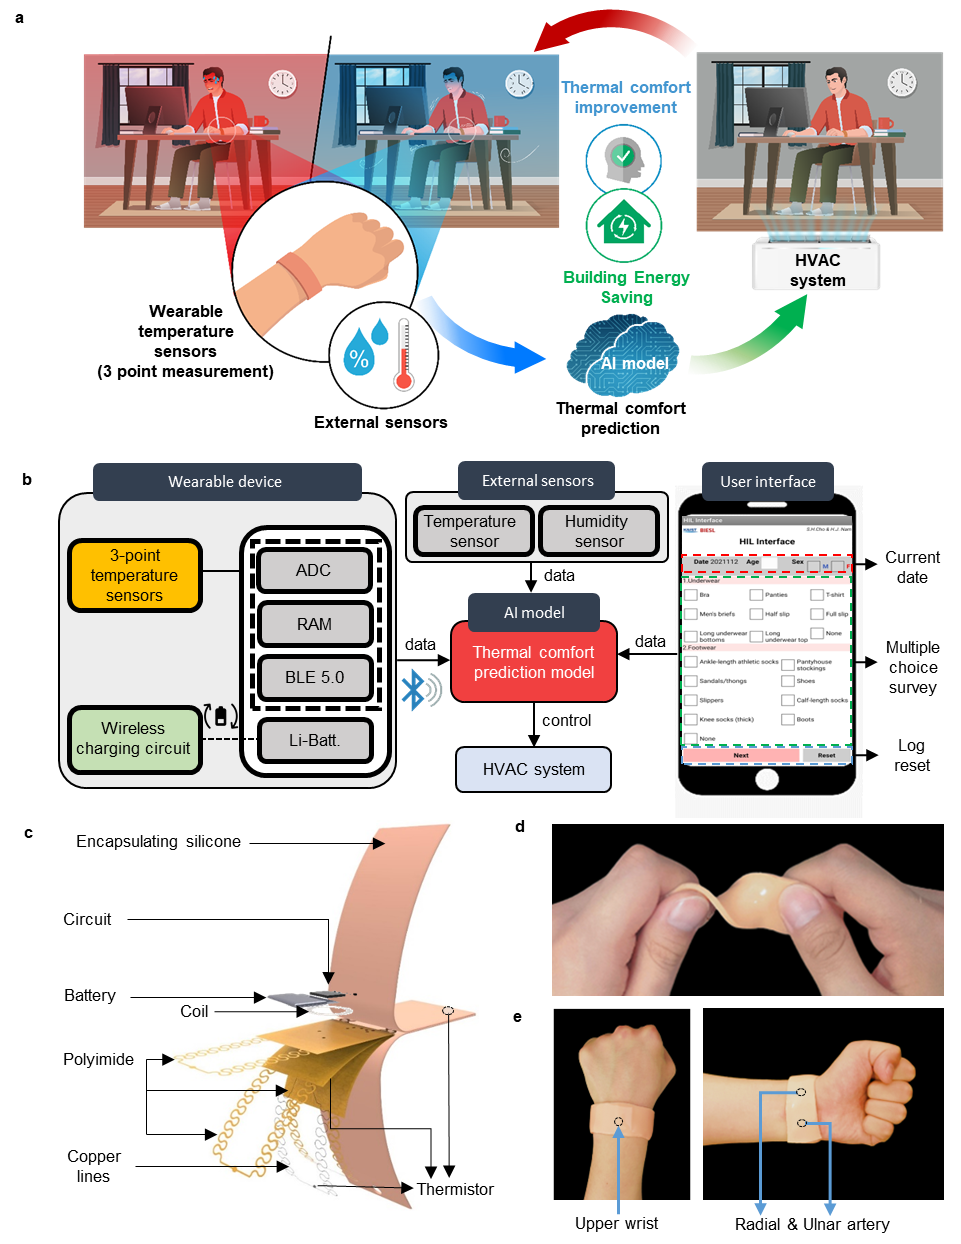 a
Thermal comfort
improvement
HVAC
system
Building Energy
Saving
Wearable
temperature
sensors
(3 point measurement)
%
AI model
External sensors
Thermal comfort
prediction
b
Wearable device
External sensors
User interface
3-point
temperature
sensors
ADC
RAM
BLE 5.0
Li-Batt.
Wireless
charging circuit
data
Temperature
sensor
Humidity
sensor
data
AI model
Thermal comfort
prediction model
data
control
HVAC system
HIL Interface
BIESL
S.H.Cho & H.J. Nam
HIL Interface
Date 2021112 Age Sex M F
1.Underwear
Bra Panties T-shirt
Men's briefs Half slip Full slip
Long underwear bottoms Long underwear top None
2.Footwear
Ankle-length athletic socks Pantyhose stockings
Sandals/thongs Shoes
Slippers Calf-length socks
Knee socks (thick) Boots
None
Next Reset
Current
date
Multiple
choice
survey
Log
reset
c
Encapsulating silicone
Circuit
Battery
Coil
Polyimide
Copper
lines
Thermistor
d
e
Upper wrist
Radial & Ulnar artery